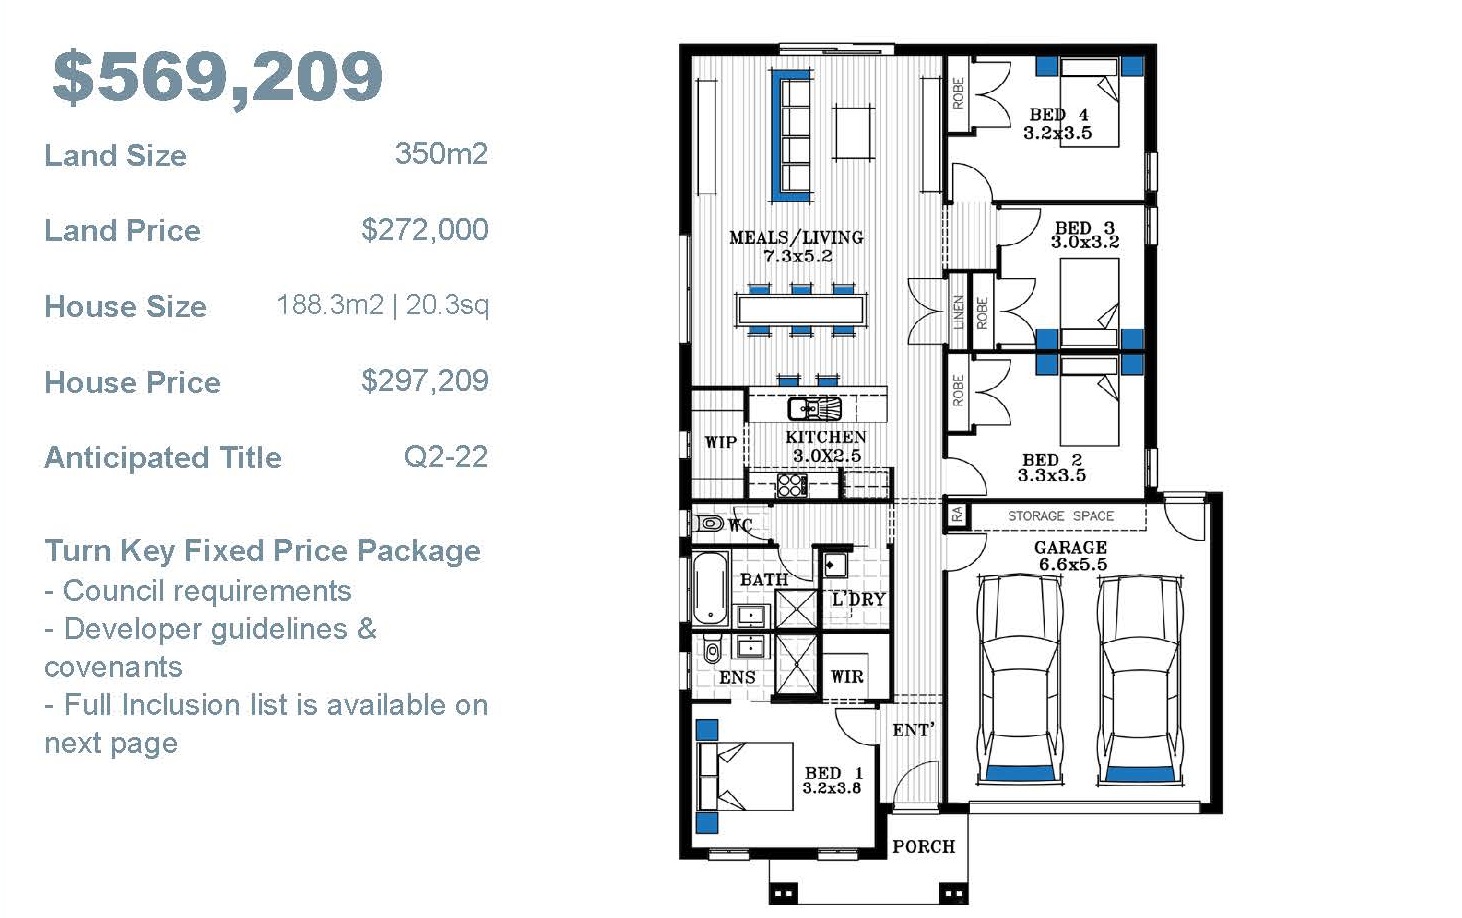 $569,209
Land Size 350m2
Land Price $272,000
House Size 188.3m2 | 20.3sq
House Price $297,209
Anticipated Title Q2-22
Turn Key Fixed Price Package
- Council requirements
- Developer guidelines &
covenants
- Full Inclusion list is available on
next page
ROBE
BED 4
3.2x3.5
MEALS/LIVING
7.3x5.2
BED 3
3.0x3.2
LINEN
ROBE
ROBE
WIP
KITCHEN
3.0X2.5
BED 2
3.3x3.5
WC
RA
STORAGE SPACE
GARAGE
6.6x5.5
BATH
L'DRY
ENS
WIR
ENT'
BED 1
3.2x3.8
PORCH